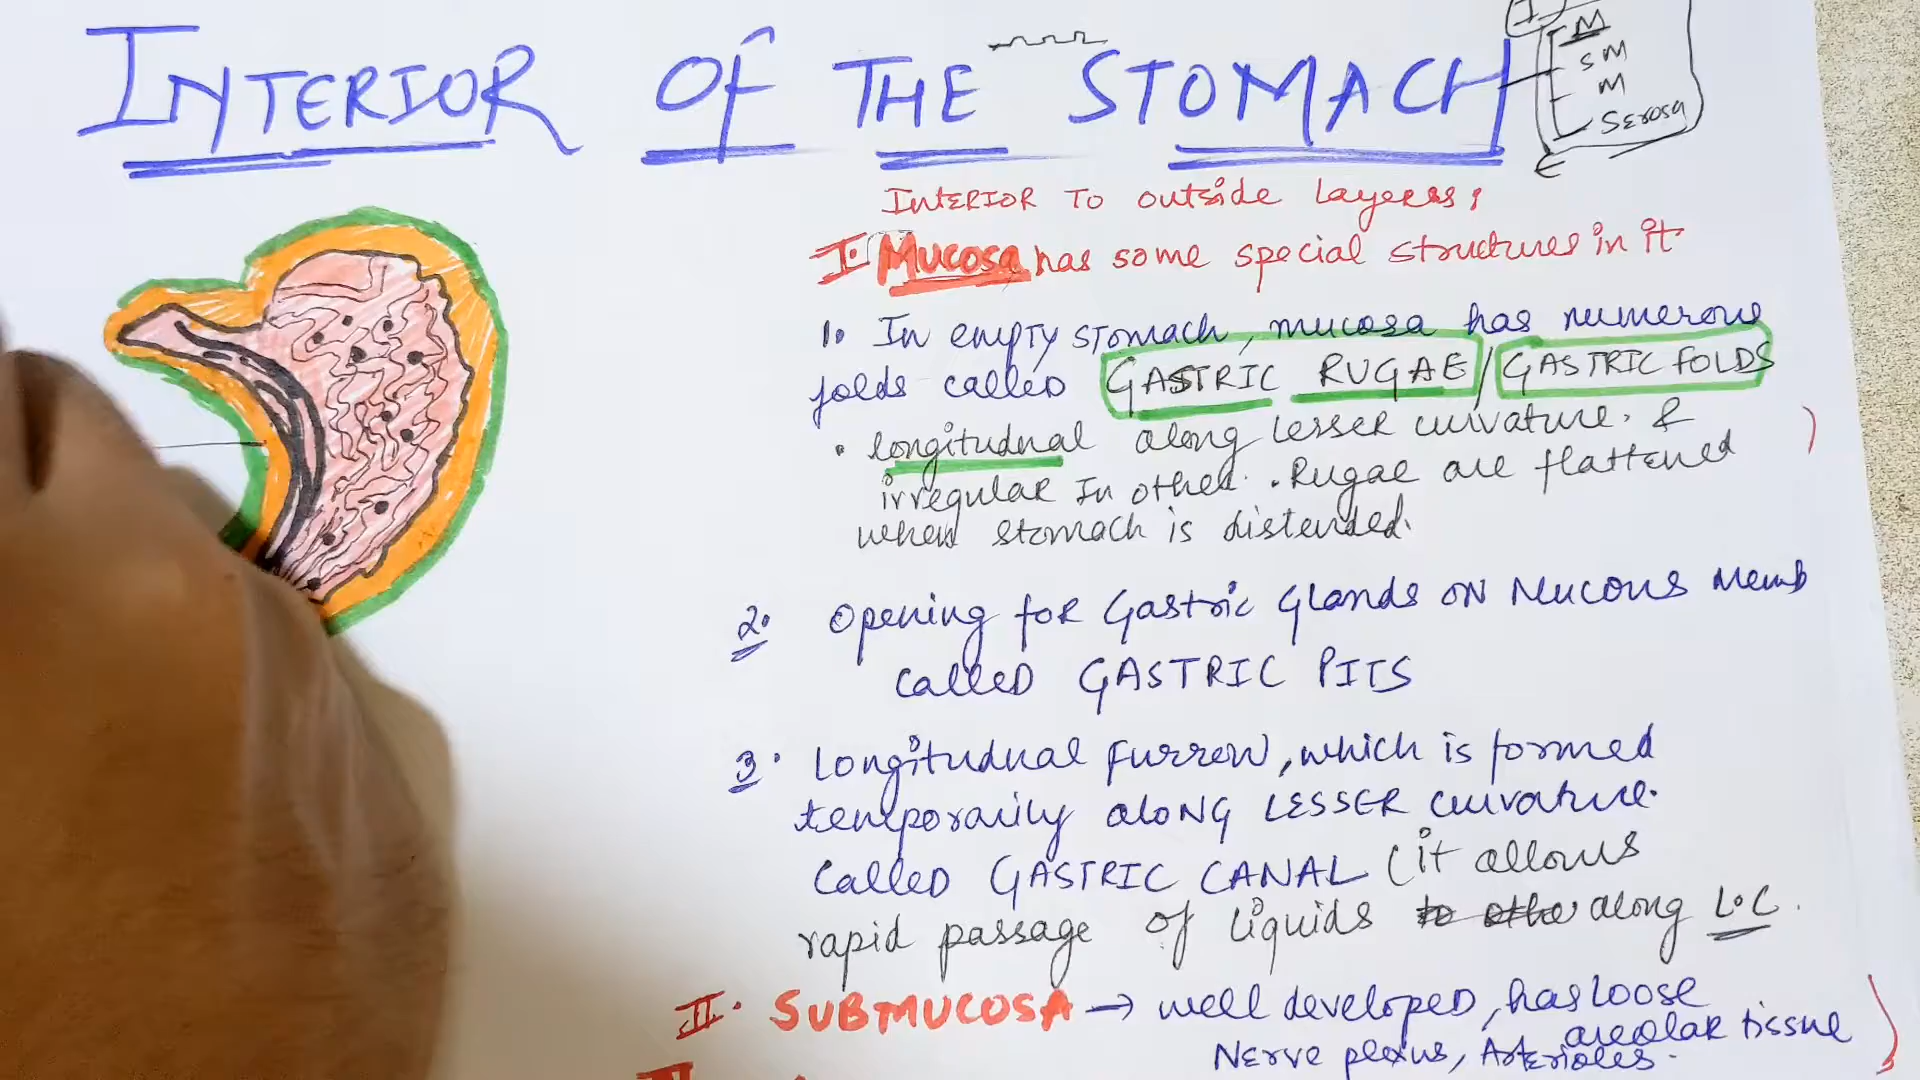 INTERIOR OF THE STOMACH
I
M
SM
M
SEROSA
INTERIOR TO outside Layerss;
I. Mucosa has some special structures in it.
1. In empty stomach, mucosa has numerous
folds called GASTRIC RUGAE / GASTRIC FOLDS
• longitudnal along lesser curvature. &
irregular In other. . Rugae are flattened
when stomach is distended.
2. Opening for Gastric Glands on Mucous Memb
called GASTRIC PITS
3. Longitudnal Furrow, which is formed
temporarily along LESSER curvature.
Called GASTRIC CANAL (it allows
rapid passage of liquids to othe along L.C.
II. SUBMUCOSA → well developed, has loose
areolar tissue
Nerve plexus, Arterioles.